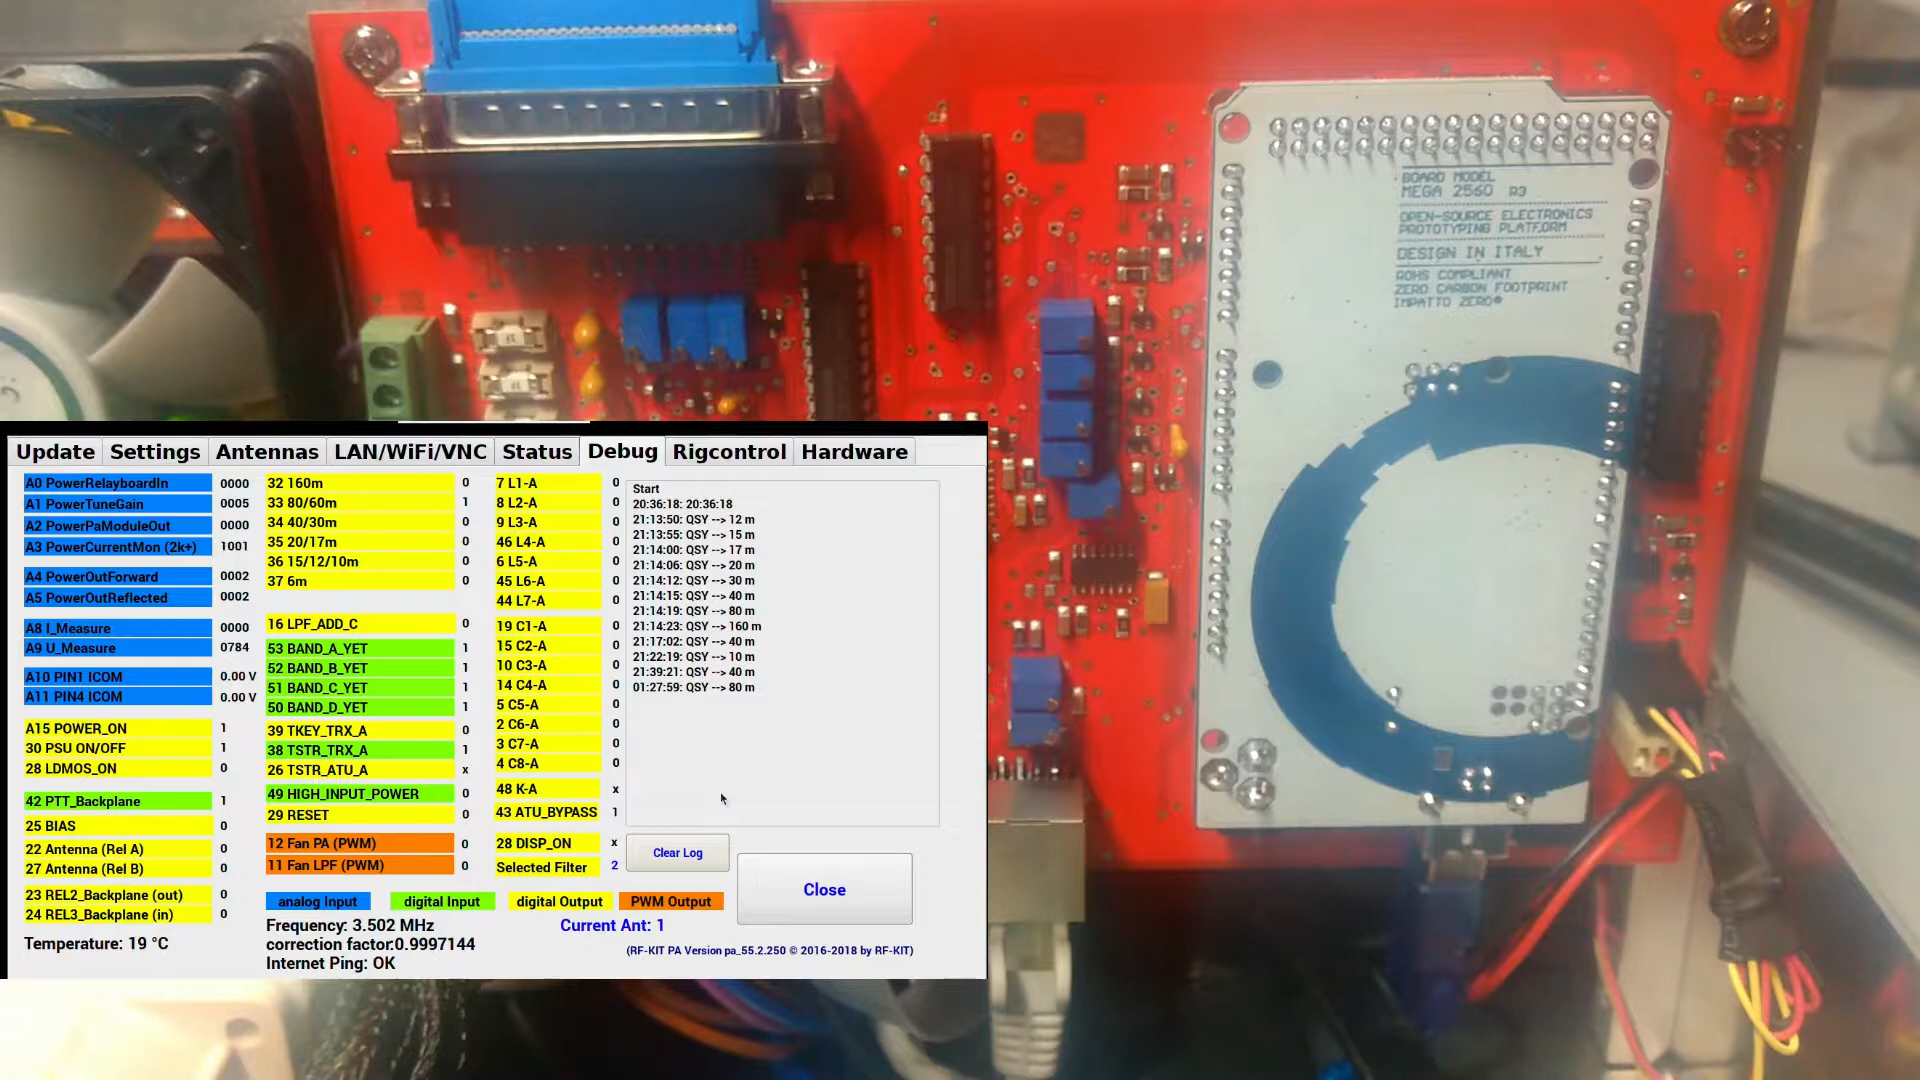 BOARD MODEL
MEGA 2560 R3
OPEN-SOURCE ELECTRONICS
PROTOTYPING PLATFORM
DESIGN IN ITALY
ROHS COMPLIANT
ZERO CARBON FOOTPRINT
IMPATTO ZERO®
Update Settings Antennas LAN/WiFi/VNC Status Debug Rigcontrol Hardware
A0 PowerRelayboardIn 0000
A1 PowerTuneGain 0005
A2 PowerPaModuleOut 0000
A3 PowerCurrentMon (2k+) 1001
A4 PowerOutForward 0002
A5 PowerOutReflected 0002
A8 I_Measure 0000
A9 U_Measure 0784
A10 PIN1 ICOM 0.00 V
A11 PIN4 ICOM 0.00 V
A15 POWER_ON 1
30 PSU ON/OFF 1
28 LDMOS_ON 0
42 PTT_Backplane 1
25 BIAS 0
22 Antenna (Rel A) 0
27 Antenna (Rel B) 0
23 REL2_Backplane (out) 0
24 REL3_Backplane (in) 0
Temperature: 19 °C
32 160m 0
33 80/60m 1
34 40/30m 0
35 20/17m 0
36 15/12/10m 0
37 6m 0
16 LPF_ADD_C 0
53 BAND_A_YET 1
52 BAND_B_YET 1
51 BAND_C_YET 1
50 BAND_D_YET 1
39 TKEY_TRX_A 0
38 TSTR_TRX_A 1
26 TSTR_ATU_A x
49 HIGH_INPUT_POWER 0
29 RESET 0
12 Fan PA (PWM) 0
11 Fan LPF (PWM) 0
7 L1-A 0
8 L2-A 0
9 L3-A 0
46 L4-A 0
6 L5-A 0
45 L6-A 0
44 L7-A 0
19 C1-A 0
15 C2-A 0
10 C3-A 0
14 C4-A 0
5 C5-A 0
2 C6-A 0
3 C7-A 0
4 C8-A 0
48 K-A x
43 ATU_BYPASS 1
28 DISP_ON x
Selected Filter 2
Start
20:36:18: 20:36:18
21:13:50: QSY --> 12 m
21:13:55: QSY --> 15 m
21:14:00: QSY --> 17 m
21:14:06: QSY --> 20 m
21:14:12: QSY --> 30 m
21:14:15: QSY --> 40 m
21:14:19: QSY --> 80 m
21:14:23: QSY --> 160 m
21:17:02: QSY --> 40 m
21:22:19: QSY --> 10 m
21:39:21: QSY --> 40 m
01:27:59: QSY --> 80 m
Clear Log
Close
analog Input digital Input digital Output PWM Output
Frequency: 3.502 MHz
correction factor:0.9997144
Internet Ping: OK
Current Ant: 1
(RF-KIT PA Version pa_55.2.250 © 2016-2018 by RF-KIT)